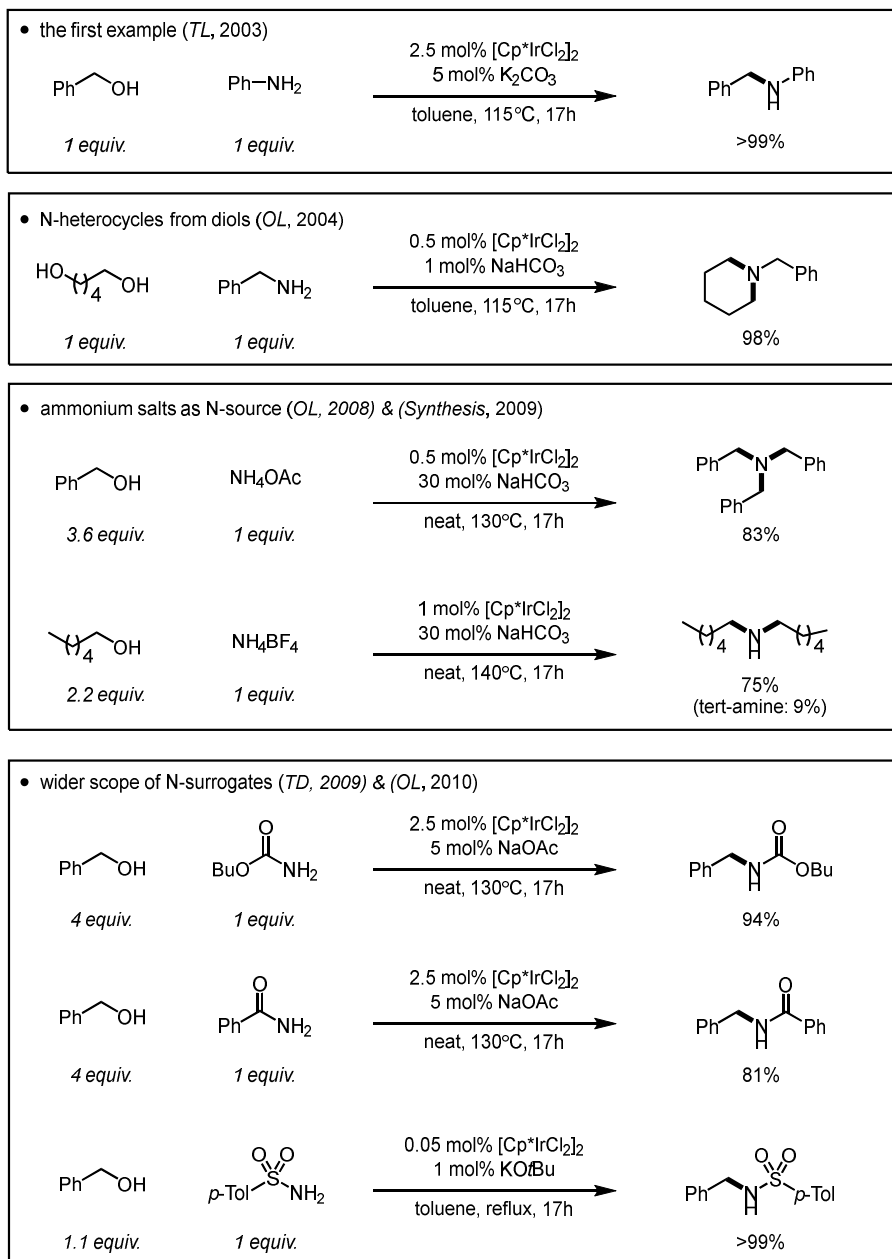 • the first example (TL, 2003)
Ph OH Ph–NH₂ 2.5 mol% [Cp*IrCl₂]₂ Ph N H Ph
5 mol% K₂CO₃
toluene, 115°C, 17h
1 equiv. 1 equiv. >99%
• N-heterocycles from diols (OL, 2004)
HO ( )₄ OH Ph NH₂ 0.5 mol% [Cp*IrCl₂]₂ N Ph
1 mol% NaHCO₃
toluene, 115°C, 17h
1 equiv. 1 equiv. 98%
• ammonium salts as N-source (OL, 2008) & (Synthesis, 2009)
Ph OH NH₄OAc 0.5 mol% [Cp*IrCl₂]₂ Ph N Ph Ph
30 mol% NaHCO₃
neat, 130°C, 17h
3.6 equiv. 1 equiv. 83%
( )₄ OH NH₄BF₄ 1 mol% [Cp*IrCl₂]₂ ( )₄ N H ( )₄
30 mol% NaHCO₃
neat, 140°C, 17h
2.2 equiv. 1 equiv. 75%
(tert-amine: 9%)
• wider scope of N-surrogates (TD, 2009) & (OL, 2010)
Ph OH BuO O NH₂ 2.5 mol% [Cp*IrCl₂]₂ Ph N H O OBu
5 mol% NaOAc
neat, 130°C, 17h
4 equiv. 1 equiv. 94%
Ph OH Ph O NH₂ 2.5 mol% [Cp*IrCl₂]₂ Ph N H O Ph
5 mol% NaOAc
neat, 130°C, 17h
4 equiv. 1 equiv. 81%
Ph OH p-Tol O O S NH₂ 0.05 mol% [Cp*IrCl₂]₂ Ph N H O O S p-Tol
1 mol% KOtBu
toluene, reflux, 17h
1.1 equiv. 1 equiv. >99%